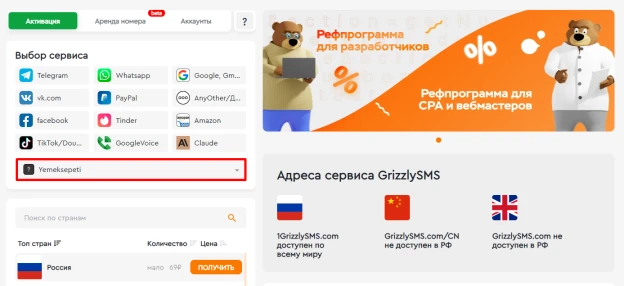 Активация
Аренда номера
beta
Аккаунты
?
Выбор сервиса
Telegram
Whatsapp
Google, Gm...
vk.com
PayPal
AnyOther/Д...
facebook
Tinder
Amazon
TikTok/Dou...
GoogleVoice
Claude
? Yemeksepeti
Поиск по странам
Топ стран
Количество
Цена
Россия
мало
69₽
ПОЛУЧИТЬ
Рефпрограмма
для разработчиков
%
%
Рефпрограмма для
CPA и вебмастеров
Адреса сервиса GrizzlySMS
1GrizzlySMS.com
доступен по
всему миру
GrizzlySMS.com/CN
не доступен в РФ
GrizzlySMS.com не
доступен в РФ